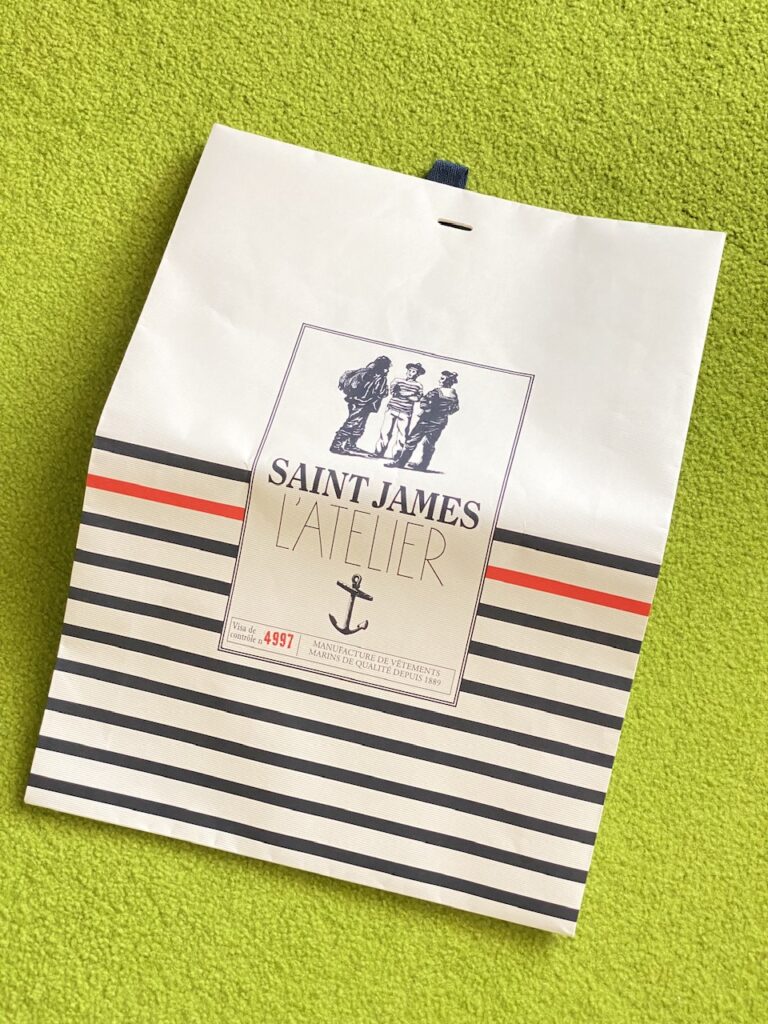 SAINT JAMES
L'ATELIER
Visa de
contrôle n 4997
MANUFACTURE DE VÊTEMENTS
MARINS DE QUALITÉ DEPUIS 1889